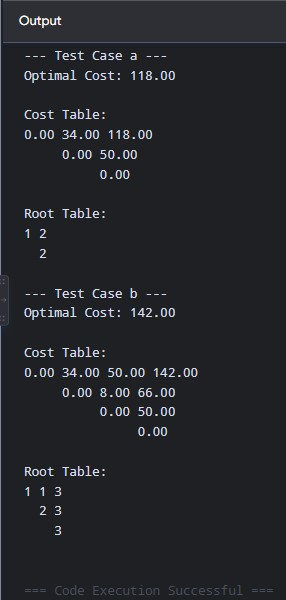 Output
--- Test Case a ---
Optimal Cost: 118.00
Cost Table:
0.00 34.00 118.00
0.00 50.00
0.00
Root Table:
1 2
2
--- Test Case b ---
Optimal Cost: 142.00
Cost Table:
0.00 34.00 50.00 142.00
0.00 8.00 66.00
0.00 50.00
0.00
Root Table:
1 1 3
2 3
3
=== Code Execution Successful ===